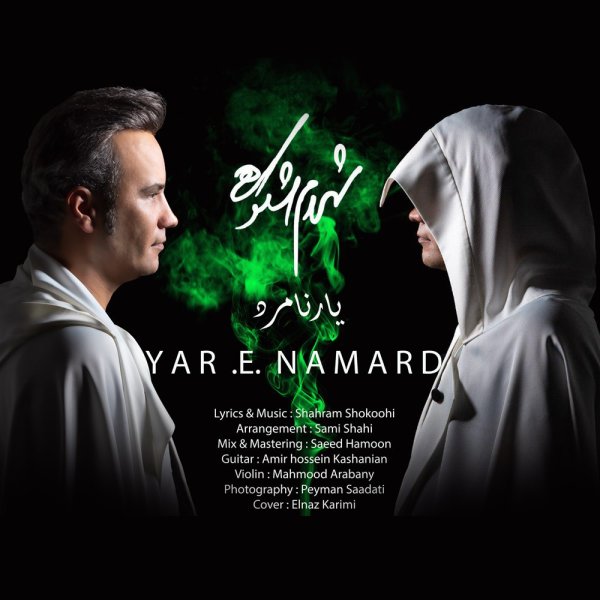 شهرام شکوهی
یار نامرد
YAR .E. NAMARD
Lyrics & Music : Shahram Shokoohi
Arrangement : Sami Shahi
Mix & Mastering : Saeed Hamoon
Guitar : Amir hossein Kashanian
Violin : Mahmood Arabany
Photography : Peyman Saadati
Cover : Elnaz Karimi